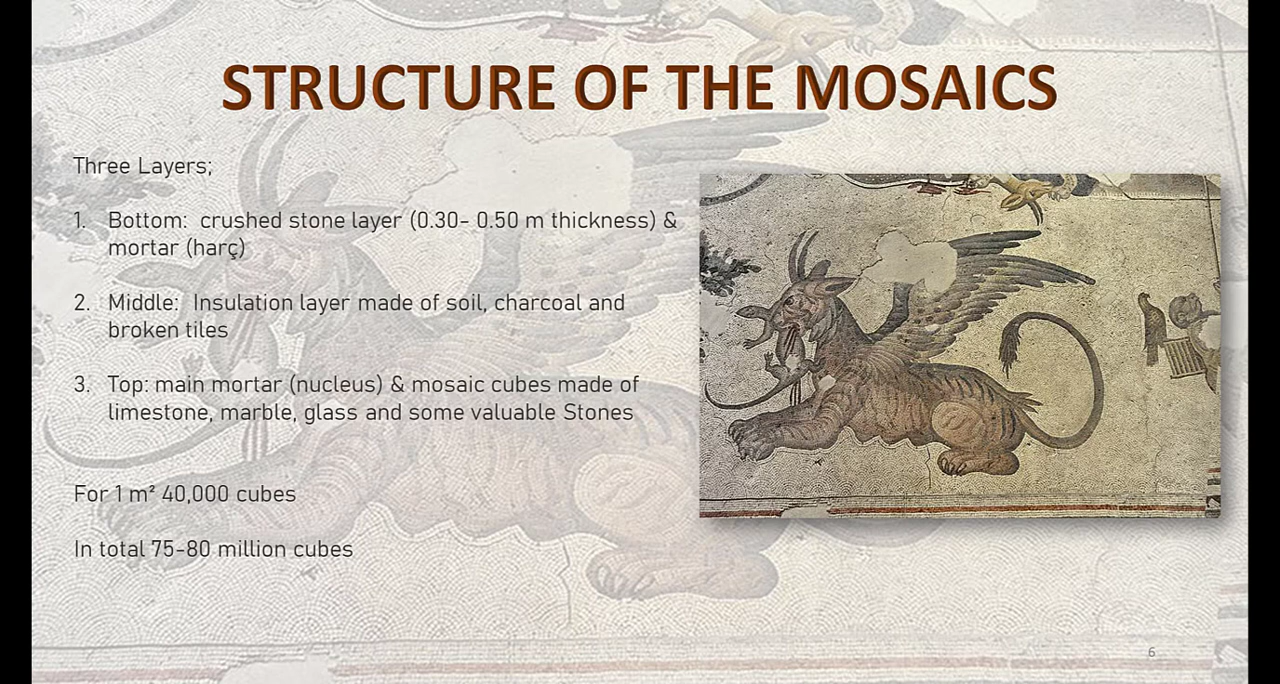 STRUCTURE OF THE MOSAICS
Three Layers;
1. Bottom: crushed stone layer (0.30- 0.50 m thickness) &
mortar (harç)
2. Middle: Insulation layer made of soil, charcoal and
broken tiles
3. Top: main mortar (nucleus) & mosaic cubes made of
limestone, marble, glass and some valuable Stones
For 1 m² 40,000 cubes
In total 75-80 million cubes
6